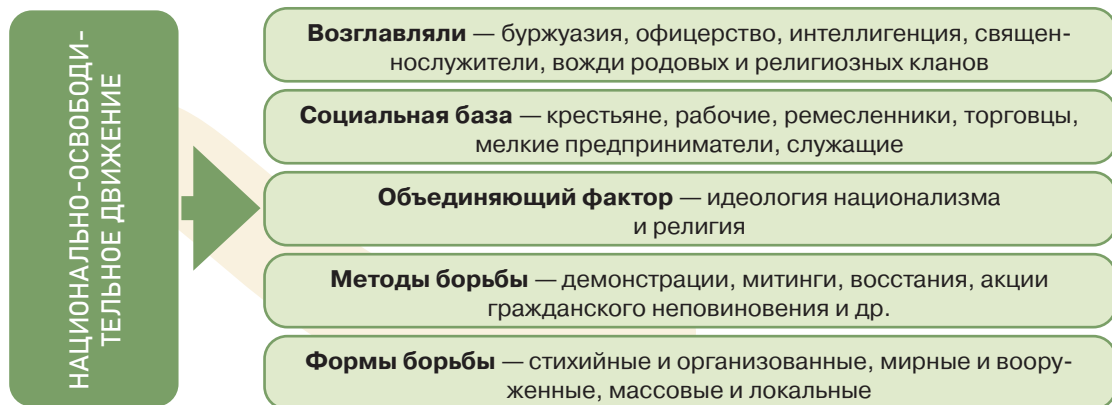 НАЦИОНАЛЬНО-ОСВОБОДИ-
ТЕЛЬНОЕ ДВИЖЕНИЕ
Возглавляли — буржуазия, офицерство, интеллигенция, священ-
нослужители, вожди родовых и религиозных кланов
Социальная база — крестьяне, рабочие, ремесленники, торговцы,
мелкие предприниматели, служащие
Объединяющий фактор — идеология национализма
и религия
Методы борьбы — демонстрации, митинги, восстания, акции
гражданского неповиновения и др.
Формы борьбы — стихийные и организованные, мирные и воору-
женные, массовые и локальные